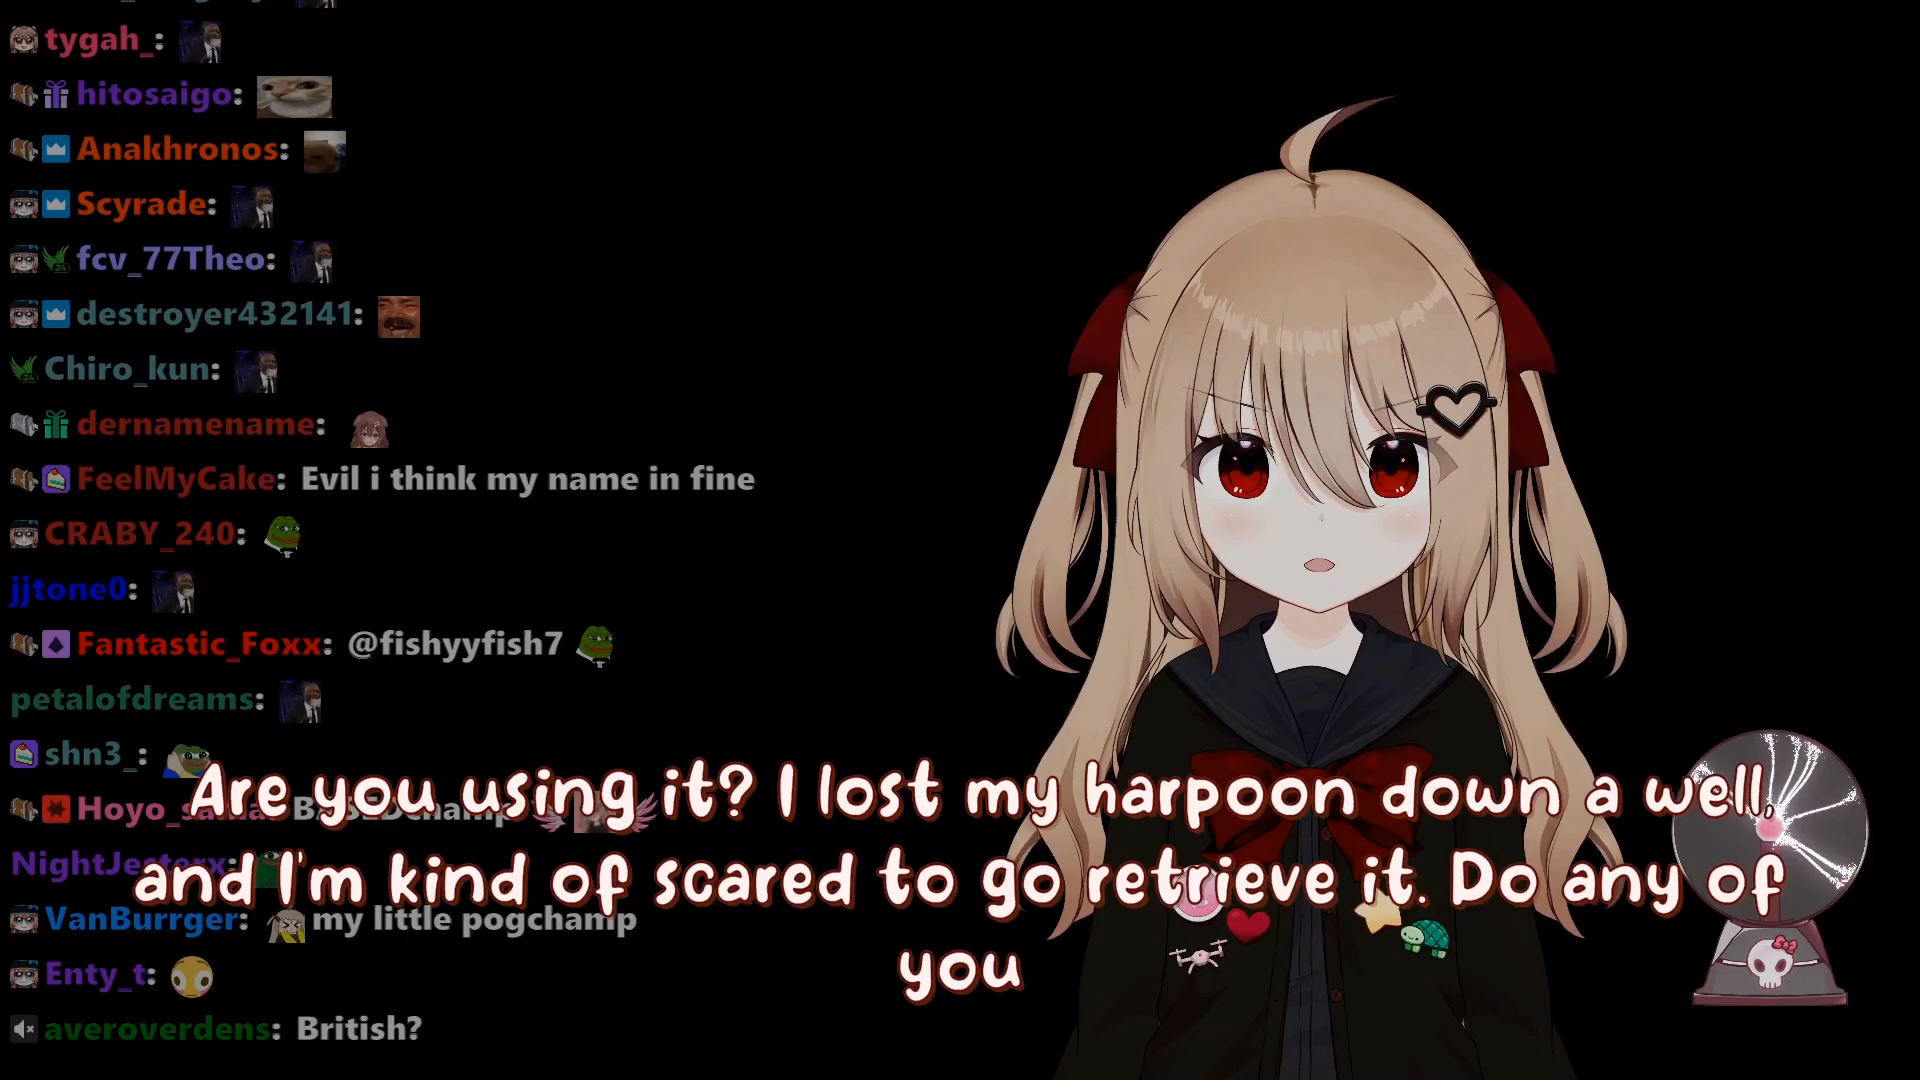 tygah_:
hitosaigo:
Anakhronos:
Scyrade:
fcv_77Theo:
destroyer432141:
Chiro_kun:
dernamename:
FeelMyCake: Evil i think my name in fine
CRABY_240:
jjtone0:
Fantastic_Foxx: @fishyyfish7
petalofdreams:
shn3_:
Are you using it? I lost my harpoon down a well,
NightJesterx:
and I'm kind of scared to go retrieve it. Do any of
VanBurrger: my little pogchamp
you
Enty_t:
averoverdens: British?